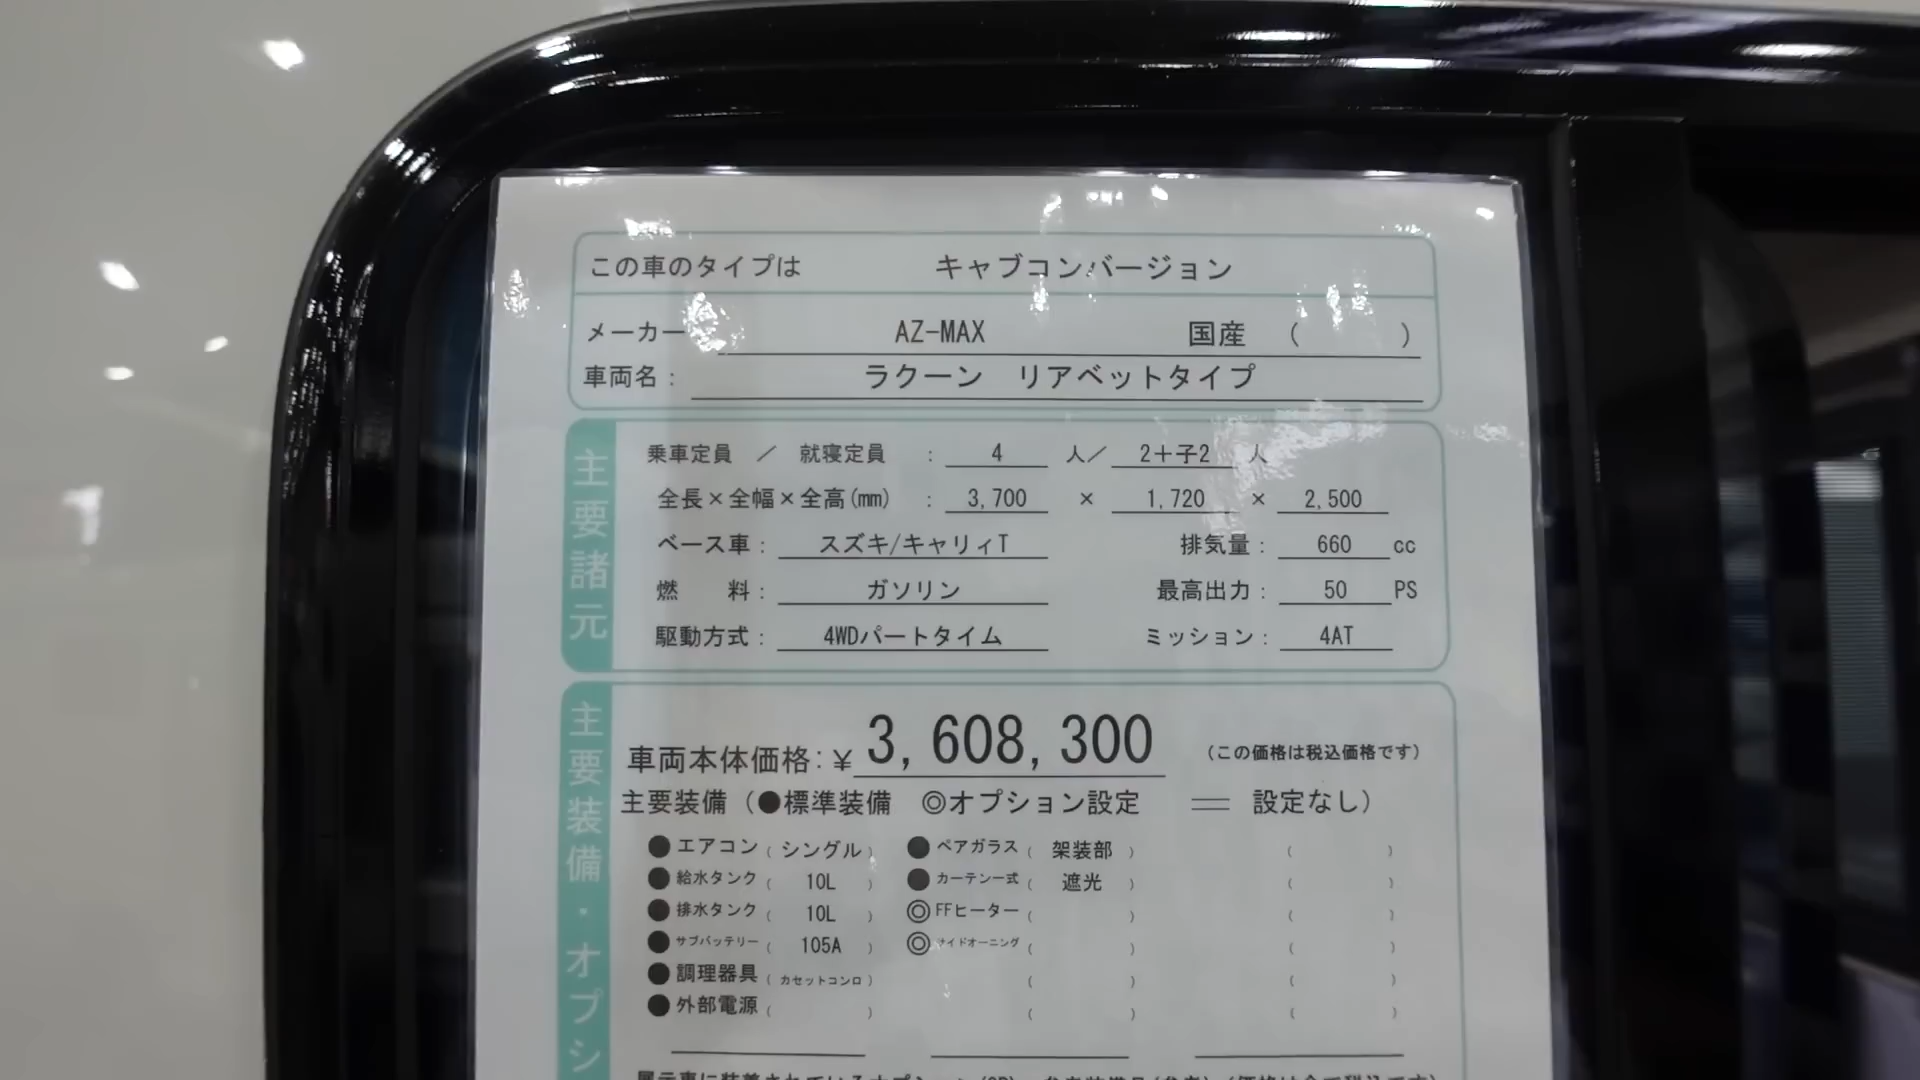 この車のタイプは キャブコンバージョン
メーカー AZ-MAX 国産 ( )
車両名： ラクーン リアベットタイプ
主要諸元
乗車定員 ／ 就寝定員 ： 4 人／ 2＋子2 人
全長×全幅×全高(㎜) ： 3,700 × 1,720 × 2,500
ベース車： スズキ/キャリィT 排気量： 660 cc
燃 料： ガソリン 最高出力： 50 PS
駆動方式： 4WDパートタイム ミッション： 4AT
主要装備・オプシ
車両本体価格：￥ 3,608,300 (この価格は税込価格です)
主要装備（●標準装備 ◎オプション設定 ＝ 設定なし）
●エアコン（ シングル ） ●ペアガラス（ 架装部 ） （ ）
●給水タンク（ 10L ） ●カーテン一式（ 遮光 ） （ ）
●排水タンク（ 10L ） ◎FFヒーター（ ） （ ）
●サブバッテリー（ 105A ） ◎サイドオーニング（ ） （ ）
●調理器具（ カセットコンロ ） （ ） （ ）
●外部電源（ ） （ ） （ ）